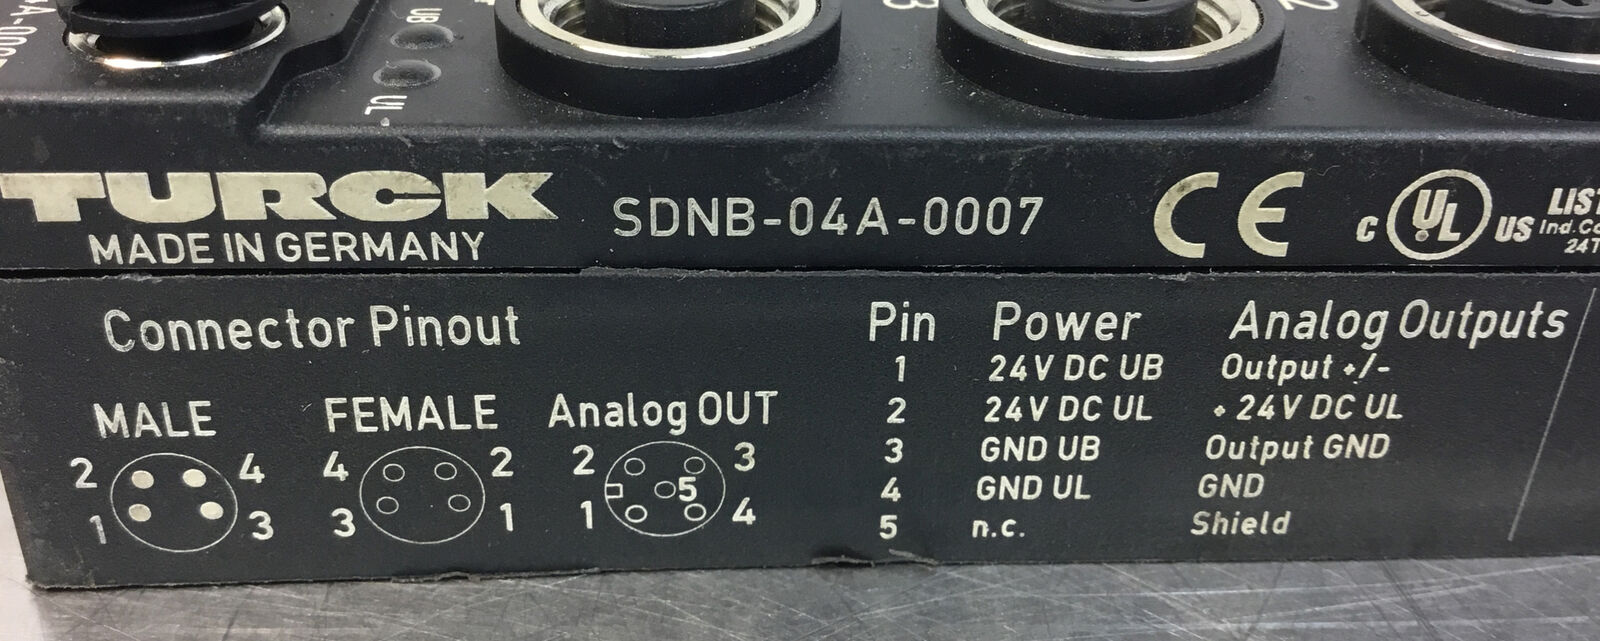 UB
UL
3
2
TURCK
MADE IN GERMANY
SDNB-04A-0007
CE
c UL US
Connector Pinout
MALE
2 4
1 3
FEMALE
4 2
3 1
Analog OUT
2 3
5
1 4
Pin Power Analog Outputs
1 24V DC UB Output +/-
2 24V DC UL + 24V DC UL
3 GND UB Output GND
4 GND UL GND
5 n.c. Shield